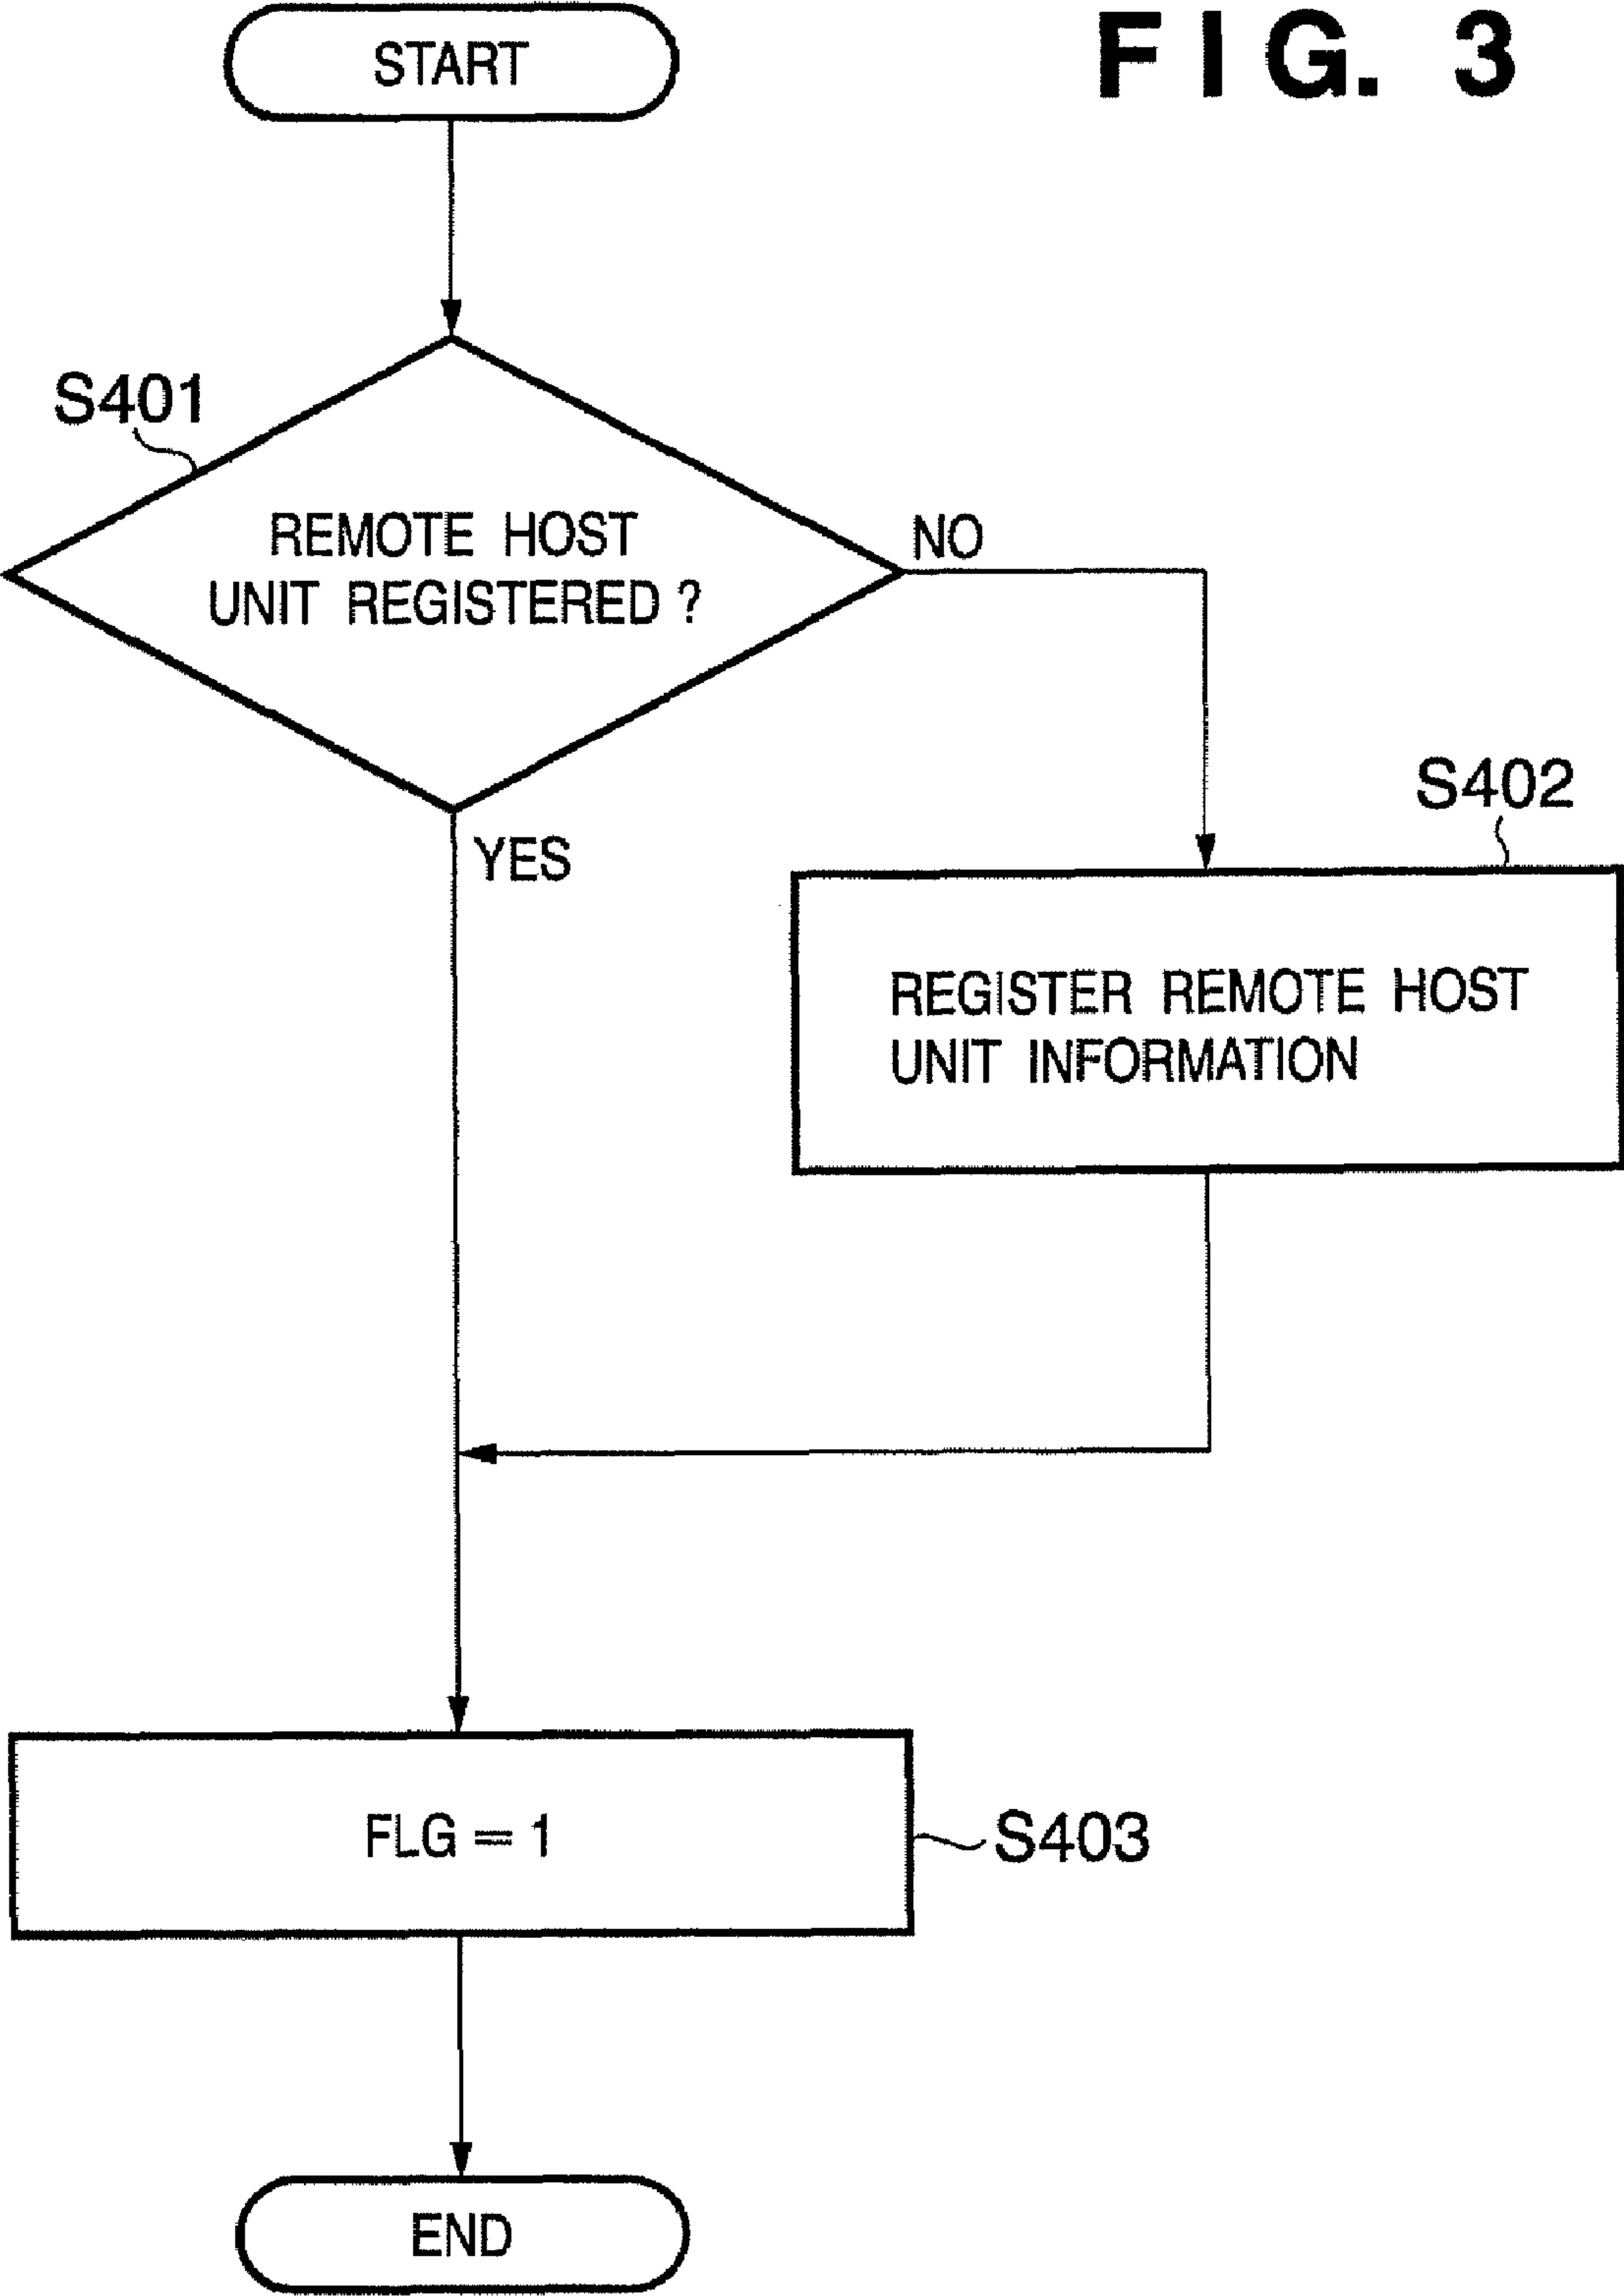 FIG. 3
START
S401
REMOTE HOST
UNIT REGISTERED ?
NO
YES
S402
REGISTER REMOTE HOST
UNIT INFORMATION
FLG = 1
S403
END